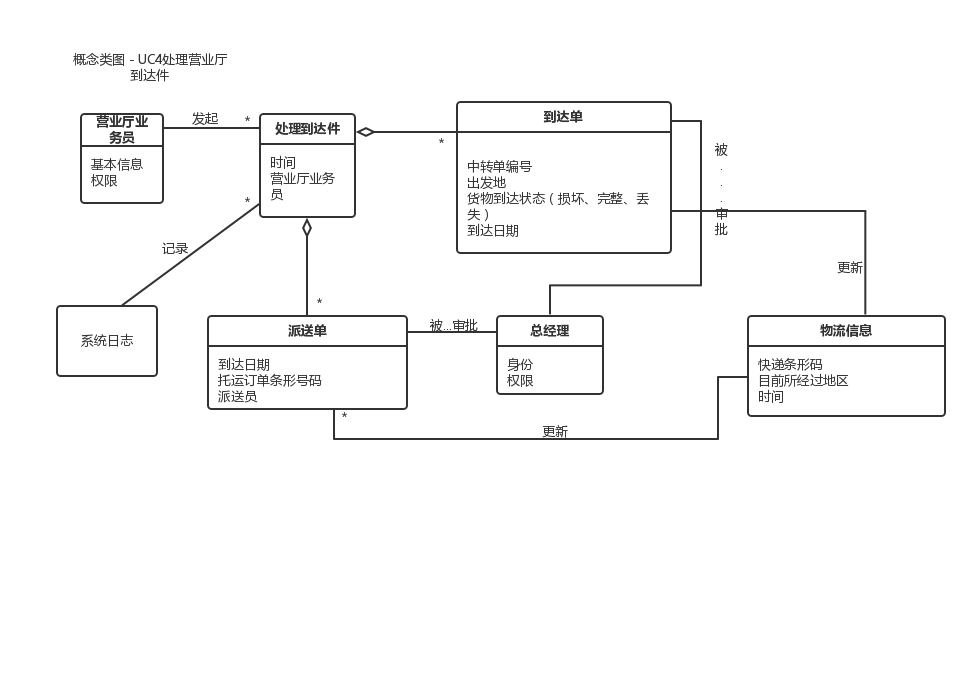 概念类图 - UC4处理营业厅
到达件
营业厅业
务员
基本信息
权限
发起
*
处理到达件
时间
营业厅业务
员
*
到达单
中转单编号
出发地
货物到达状态（损坏、完整、丢
失）
到达日期
被
.
.
.
审
批
*
记录
更新
系统日志
*
派送单
到达日期
托运订单条形号码
派送员
被...审批
总经理
身份
权限
物流信息
快递条形码
目前所经过地区
时间
*
更新